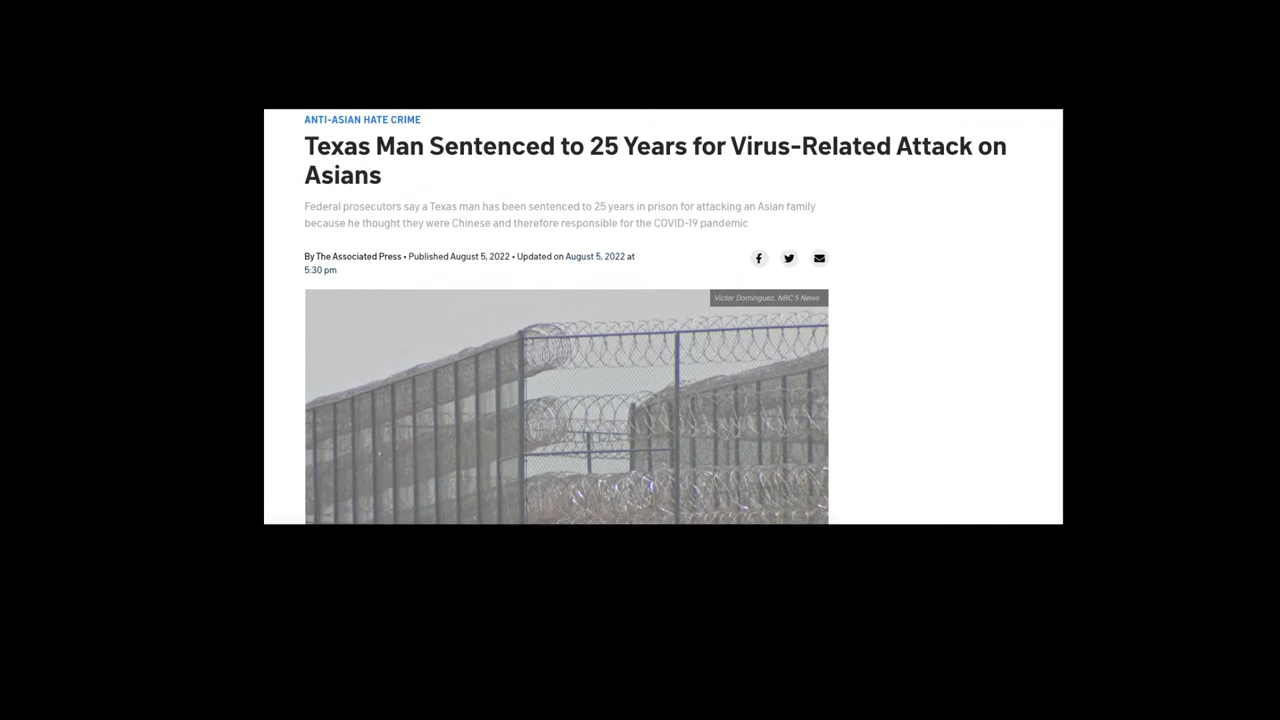 ANTI-ASIAN HATE CRIME
Texas Man Sentenced to 25 Years for Virus-Related Attack on
Asians
Federal prosecutors say a Texas man has been sentenced to 25 years in prison for attacking an Asian family
because he thought they were Chinese and therefore responsible for the COVID-19 pandemic
By The Associated Press • Published August 5, 2022 • Updated on August 5, 2022 at
5:30 pm
Victor Dominguez, NBC 5 News